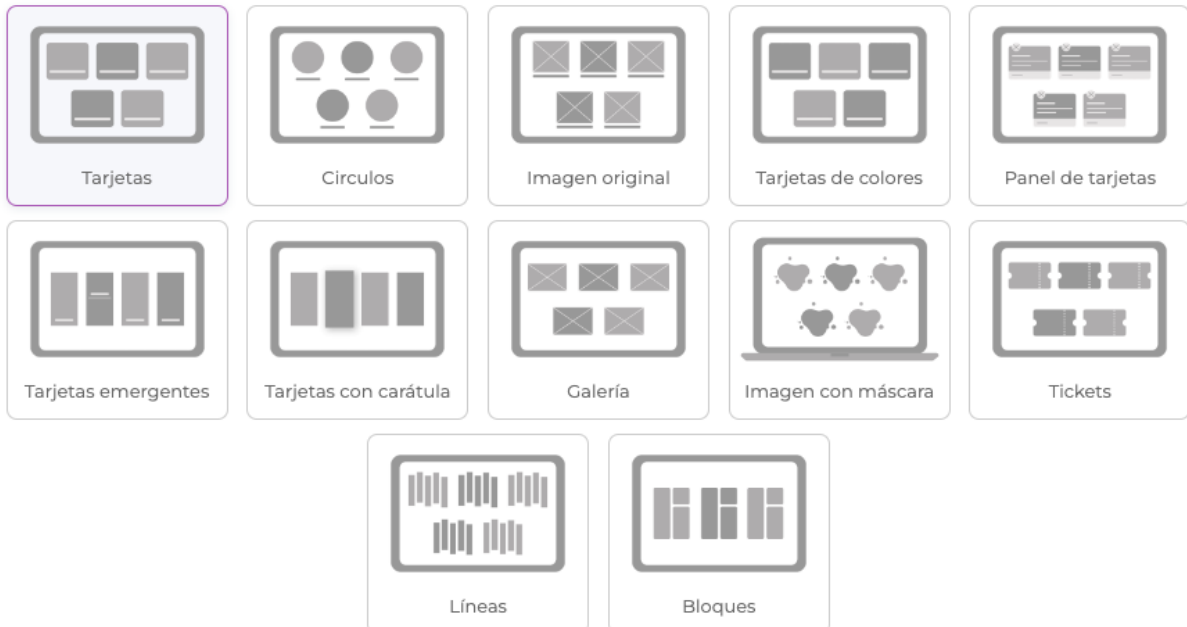 Tarjetas
Circulos
Imagen original
Tarjetas de colores
Panel de tarjetas
Tarjetas emergentes
Tarjetas con carátula
Galería
Imagen con máscara
Tickets
Líneas
Bloques